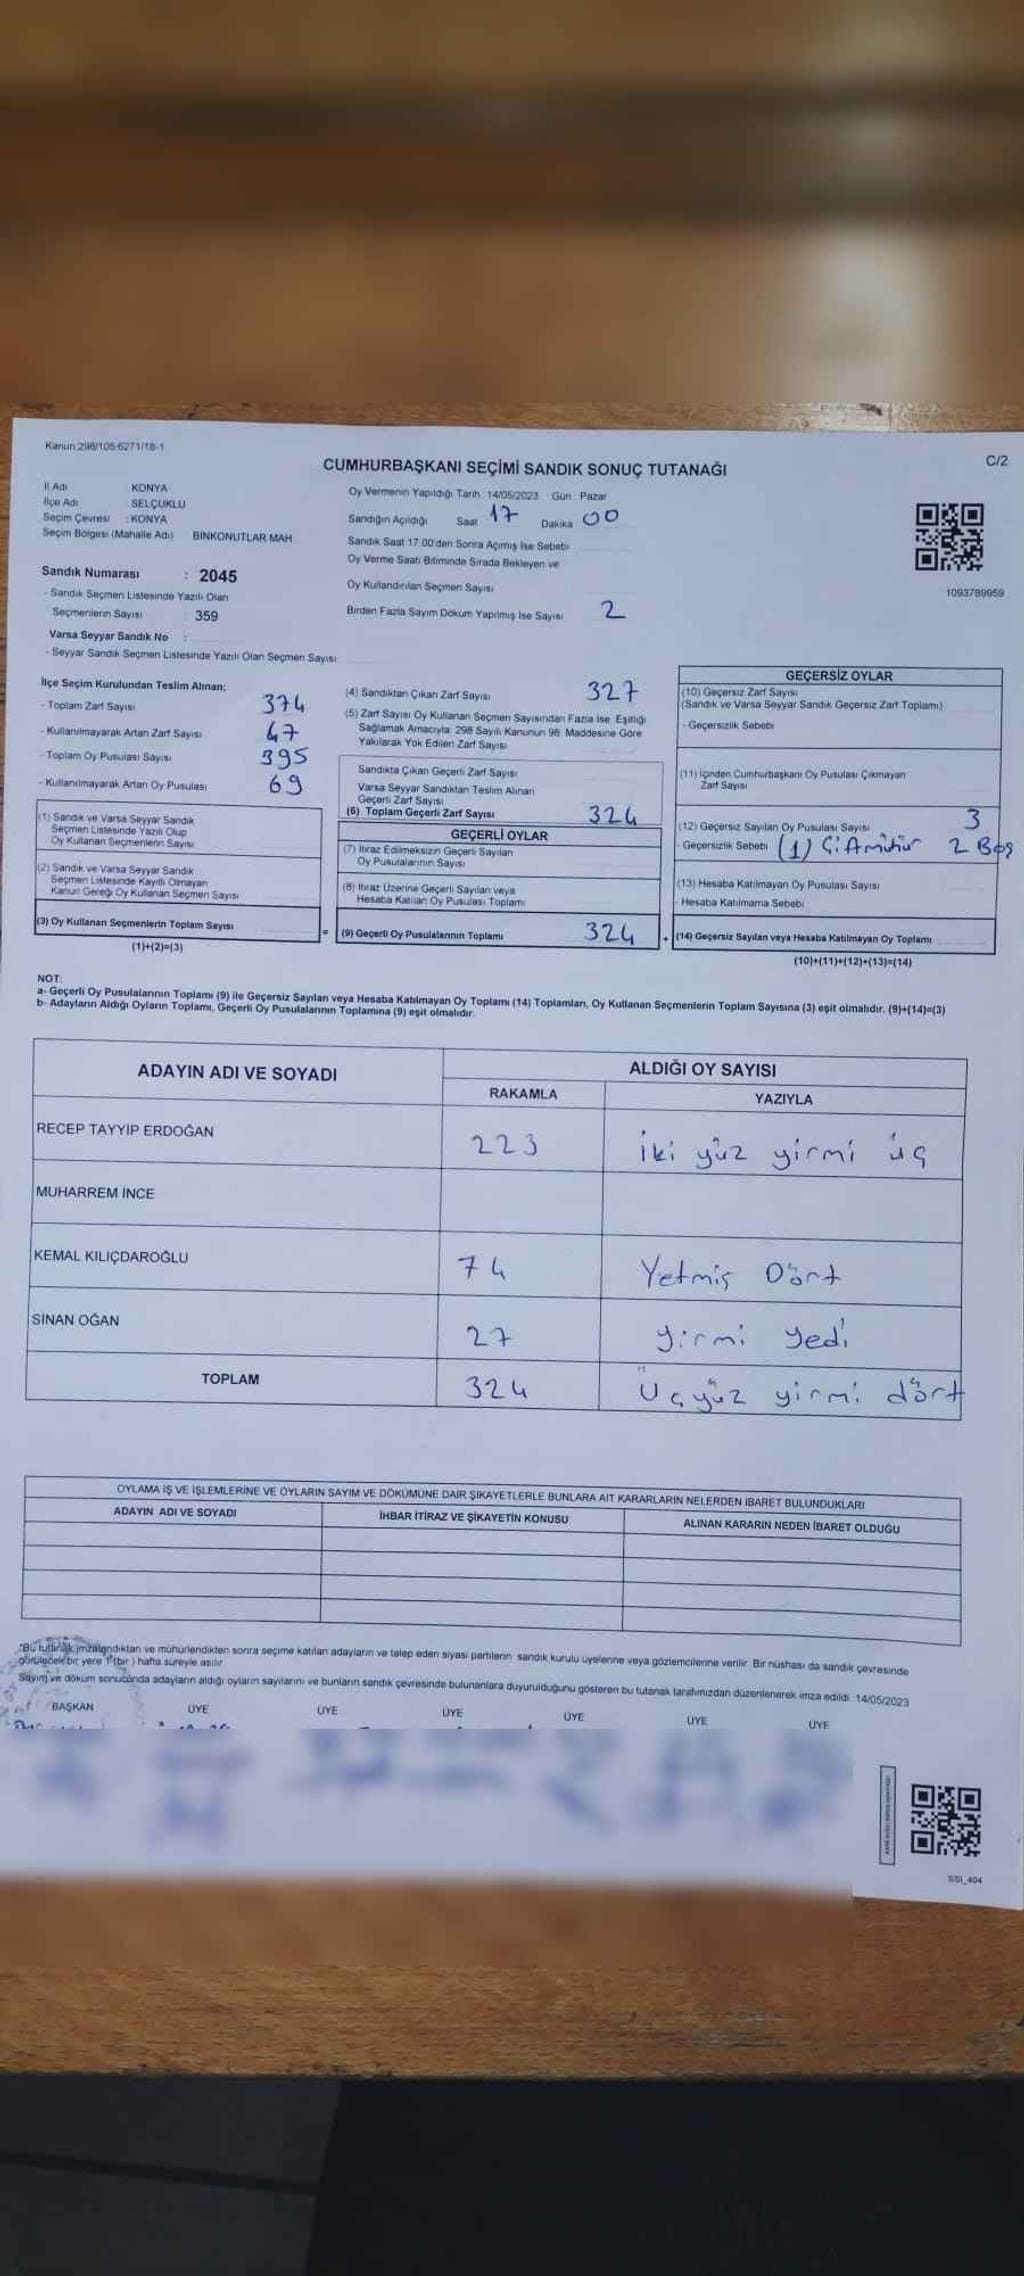 Kanun 298/105 6271/18-1
C/2
CUMHURBAŞKANI SEÇİMİ SANDIK SONUÇ TUTANAĞI
İl Adı KONYA
İlçe Adı SELÇUKLU
Seçim Çevresi : KONYA
Seçim Bölgesi (Mahalle Adı) BİNKONUTLAR MAH.
Sandık Numarası : 2045
- Sandık Seçmen Listesinde Yazılı Olan
Seçmenlerin Sayısı : 359
Varsa Seyyar Sandık No :
- Seyyar Sandık Seçmen Listesinde Yazılı Olan Seçmen Sayısı
Oy Vermenin Yapıldığı Tarih 14/05/2023 Gün : Pazar
Sandığın Açıldığı Saat 17 Dakika 00
Sandık Saat 17:00'den Sonra Açımış İse Sebebi
Oy Verme Saati Bitiminde Sırada Bekleyen ve
Oy Kullandırılan Seçmen Sayısı
Birden Fazla Sayım Döküm Yapılmış İse Sayısı 2
1093789959
İlçe Seçim Kurulundan Teslim Alınan;
- Toplam Zarf Sayısı 374
- Kullanılmayarak Artan Zarf Sayısı 47
- Toplam Oy Pusulası Sayısı 395
- Kullanılmayarak Artan Oy Pusulası 69
(1) Sandık ve Varsa Seyyar Sandık
Seçmen Listesinde Yazılı Olup
Oy Kullanan Seçmenlerin Sayısı
(2) Sandık ve Varsa Seyyar Sandık
Seçmen Listesinde Kayıtlı Olmayan
Kanun Gereği Oy Kullanan Seçmen Sayısı
(3) Oy Kullanan Seçmenlerin Toplam Sayısı
(1)+(2)=(3)
(4) Sandıktan Çıkan Zarf Sayısı 327
(5) Zarf Sayısı Oy Kullanan Seçmen Sayısından Fazla İse, Eşitliği
Sağlamak Amacıyla 298 Sayılı Kanunun 98. Maddesine Göre
Yakılarak Yok Edilen Zarf Sayısı
Sandıkta Çıkan Geçerli Zarf Sayısı
Varsa Seyyar Sandıktan Teslim Alınan
Geçerli Zarf Sayısı
(6) Toplam Geçerli Zarf Sayısı 324
GEÇERLİ OYLAR
(7) İtiraz Edilmeksizin Geçerli Sayılan
Oy Pusulalarının Sayısı
(8) İtiraz Üzerine Geçerli Sayılan veya
Hesaba Katılan Oy Pusulası Toplamı
=
(9) Geçerli Oy Pusulalarının Toplamı 324
+
GEÇERSİZ OYLAR
(10) Geçersiz Zarf Sayısı
(Sandık ve Varsa Seyyar Sandık Geçersiz Zarf Toplamı)
- Geçersizlik Sebebi
(11) İçinden Cumhurbaşkanı Oy Pusulası Çıkmayan
Zarf Sayısı
(12) Geçersiz Sayılan Oy Pusulası Sayısı 3
Geçersizlik Sebebi (1) 2 Boş
(13) Hesaba Katılmayan Oy Pusulası Sayısı
- Hesaba Katılmama Sebebi
(14) Geçersiz Sayılan veya Hesaba Katılmayan Oy Toplamı
(10)+(11)+(12)+(13)=(14)
NOT:
a- Geçerli Oy Pusulalarının Toplamı (9) ile Geçersiz Sayılan veya Hesaba Katılmayan Oy Toplamı (14) Toplamları, Oy Kullanan Seçmenlerin Toplam Sayısına (3) eşit olmalıdır. (9)+(14)=(3)
b- Adayların Aldığı Oyların Toplamı, Geçerli Oy Pusulalarının Toplamına (9) eşit olmalıdır.
ADAYIN ADI VE SOYADI
ALDIĞI OY SAYISI
RAKAMLA YAZIYLA
RECEP TAYYİP ERDOĞAN 223 iki yüz yirmi üç
MUHARREM İNCE
KEMAL KILIÇDAROĞLU 74 Yetmiş Dört
SİNAN OĞAN 27 yirmi yedi
TOPLAM 324 Üçyüz yirmi dört
OYLAMA İŞ VE İŞLEMLERİNE VE OYLARIN SAYIM VE DÖKÜMÜNE DAİR ŞİKAYETLERLE BUNLARA AİT KARARLARIN NELERDEN İBARET BULUNDUKLARI
ADAYIN ADI VE SOYADI İHBAR İTİRAZ VE ŞİKAYETİN KONUSU ALINAN KARARIN NEDEN İBARET OLDUĞU
"Bu tutanak imzalandıktan ve mühürlendikten sonra seçime katılan adayların ve talep eden siyasi partilerin sandık kurulu üyelerine veya gözlemcilerine verilir. Bir nüshası da sandık çevresinde
görülecek bir yere 1 (bir) hafta süreyle asılır.
Sayım ve döküm sonucunda adayların aldığı oyların sayılarını ve bunların sandık çevresinde bulunanlara duyurulduğunu gösteren bu tutanak tarafımızdan düzenlenerek imza edildi. 14/05/2023
BAŞKAN ÜYE ÜYE ÜYE ÜYE ÜYE ÜYE
SSI_404